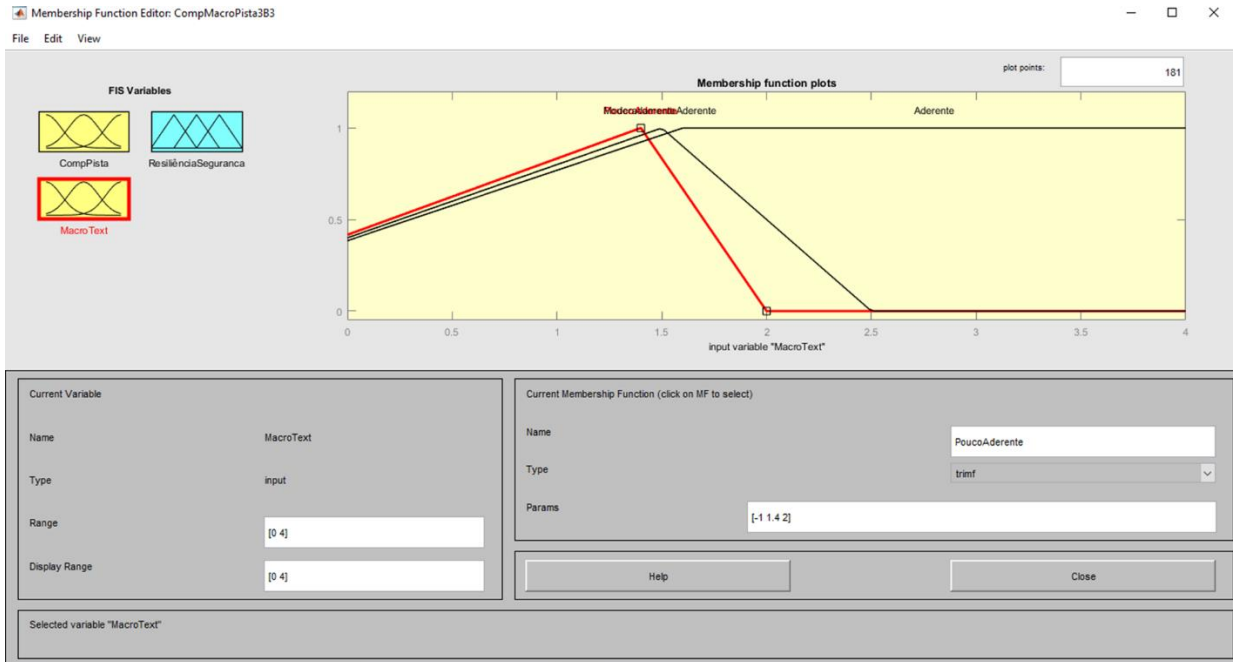 Membership Function Editor: CompMacroPista3B3
File Edit View
FIS Variables
CompPista
ResiliênciaSeguranca
MacroText
plot points:
181
Membership function plots
Aderente
1
0.5
0
0 0.5 1 1.5 2 2.5 3 3.5 4
input variable "MacroText"
Current Variable
Name MacroText
Type input
Range [0 4]
Display Range [0 4]
Current Membership Function (click on MF to select)
Name PoucoAderente
Type trimf
Params [-1 1.4 2]
Help Close
Selected variable "MacroText"